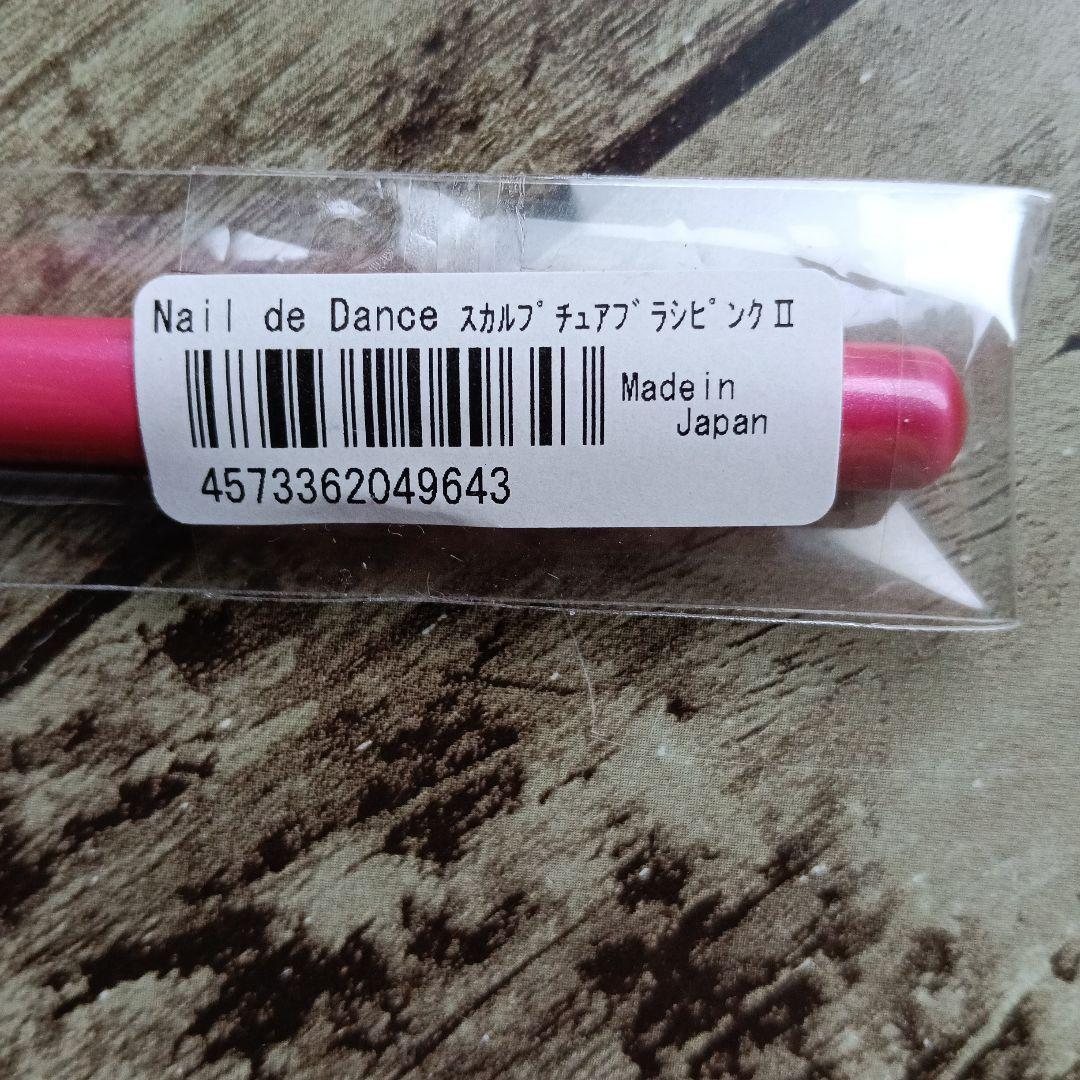 Nail de Dance ｽｶﾙﾌﾟﾁｭｱﾌﾞﾗｼﾋﾟﾝｸⅡ
Madein
Japan
4573362049643